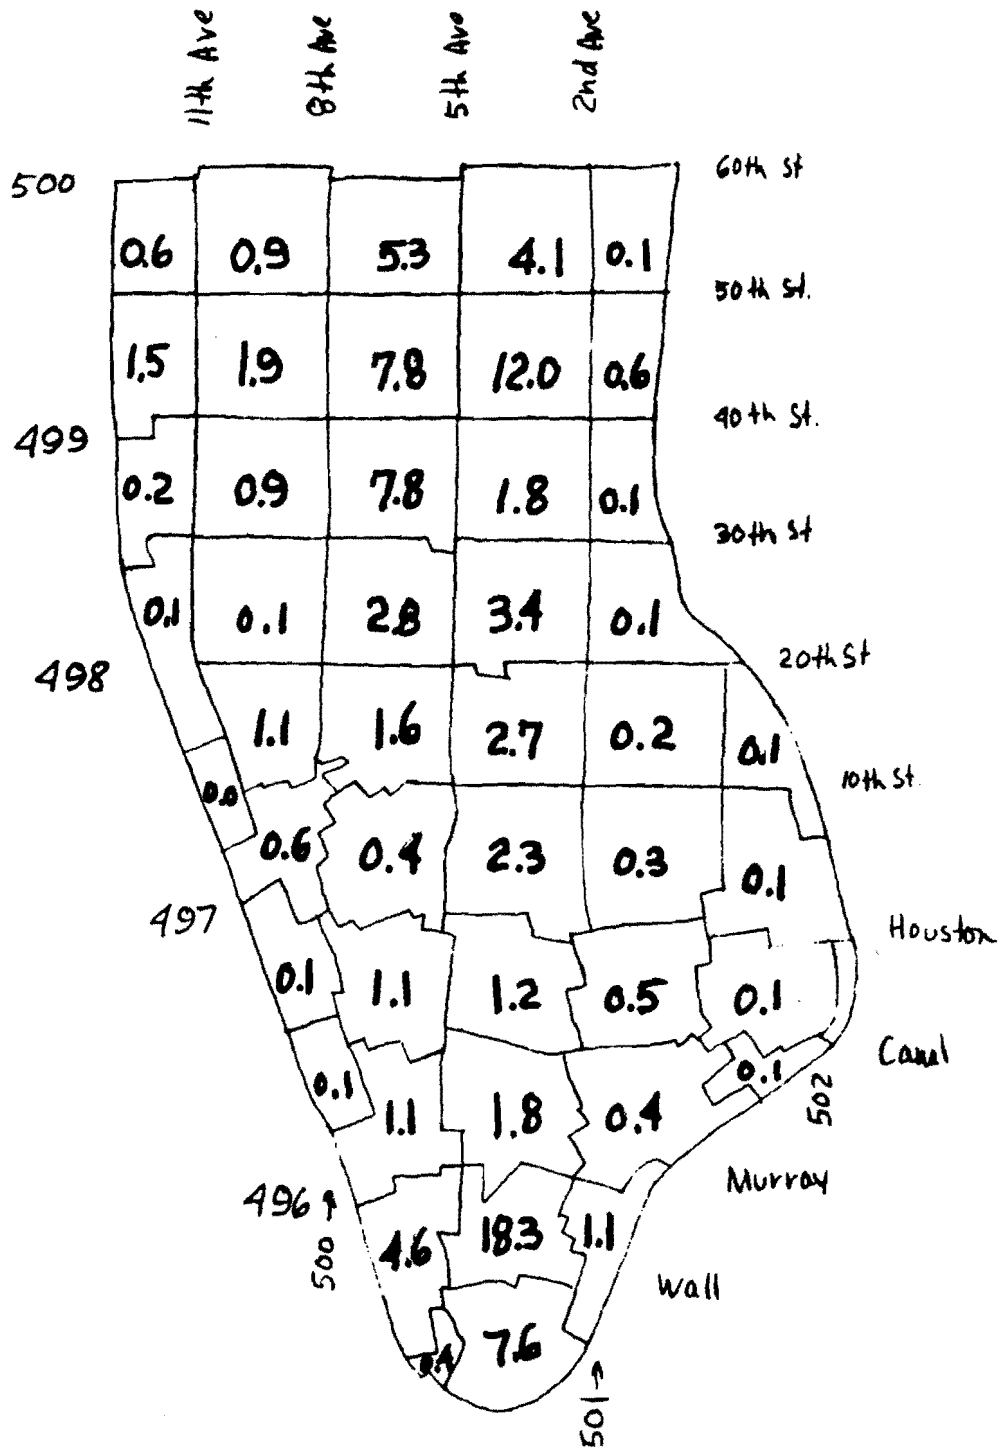 11th Ave
8th Ave
5th Ave
2nd Ave
60th St
500
0.6 0.9 5.3 4.1 0.1
50th St.
1.5 1.9 7.8 12.0 0.6
40th St.
499
0.2 0.9 7.8 1.8 0.1
30th St
0.1 0.1 2.8 3.4 0.1
20th St
498
1.1 1.6 2.7 0.2 0.1
10th St.
0.0
0.6 0.4 2.3 0.3 0.1
497
Houston
0.1 1.1 1.2 0.5 0.1
Canal
0.1
0.1 1.1 1.8 0.4
502
Murray
496 →
500
4.6 18.3 1.1
Wall
0.4 7.6
501 →